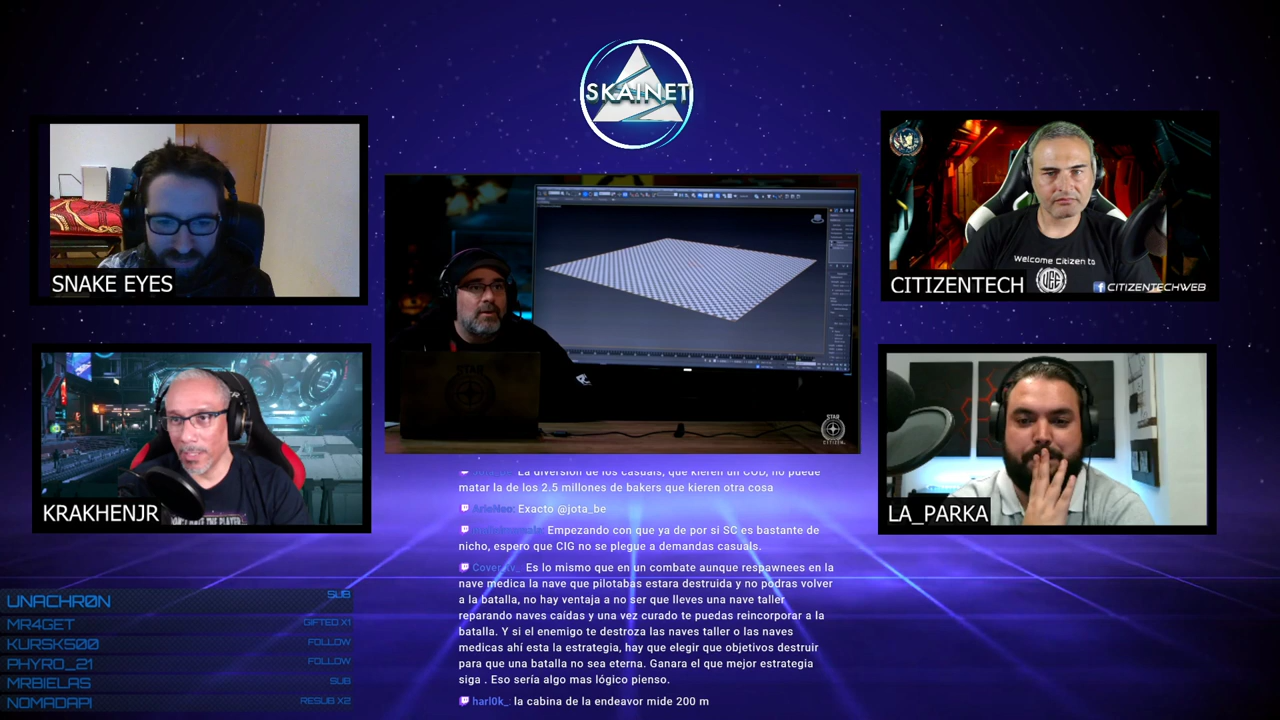 SKAINET
SNAKE EYES
Welcome Citizen to
UEE
CITIZENTECH
CITIZENTECHWEB
STAR
CITIZEN
KRAKHENJR
LA_PARKA
La diversión de los casuals, que kieren un COD, no puede
matar la de los 2.5 millones de bakers que kieren otra cosa
ArieNeo: Exacto @jota_be
Empezando con que ya de por si SC es bastante de
nicho, espero que CIG no se plegue a demandas casuals.
Es lo mismo que en un combate aunque respawnees en la
nave medica la nave que pilotabas estara destruida y no podras volver
a la batalla, no hay ventaja a no ser que lleves una nave taller
reparando naves caídas y una vez curado te puedas reincorporar a la
batalla. Y si el enemigo te destroza las naves taller o las naves
medicas ahí esta la estrategia, hay que elegir que objetivos destruir
para que una batalla no sea eterna. Ganara el que mejor estrategia
siga . Eso sería algo mas lógico pienso.
harl0k_: la cabina de la endeavor mide 200 m
UNACHR0N SUB
MR4GET GIFTED X1
KURSK500 FOLLOW
PHYRO_21 FOLLOW
MRBIELAS SUB
NOMADAPI RESUB X2